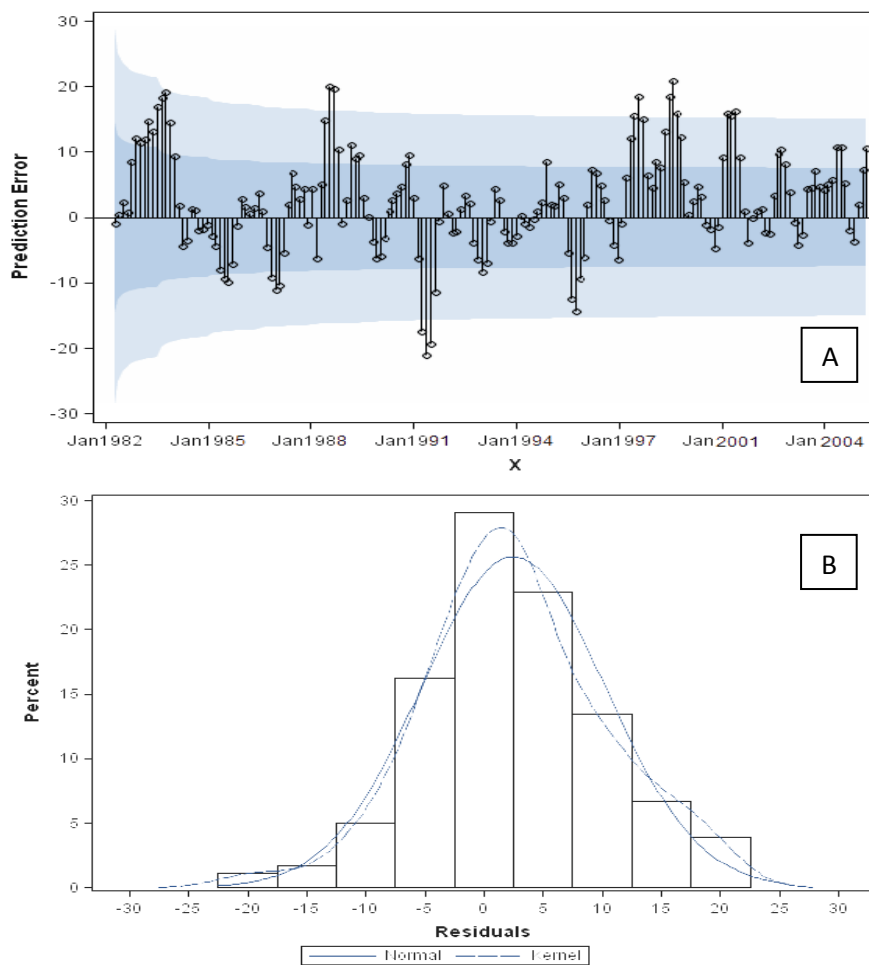 30
20
10
0
-10
-20
-30
Prediction Error
A
Jan1982 Jan1985 Jan1988 Jan1991 Jan1994 Jan1997 Jan2001 Jan2004
X
30
25
20
15
10
5
0
Percent
B
-30 -25 -20 -15 -10 -5 0 5 10 15 20 25 30
Residuals
Normal Kernel